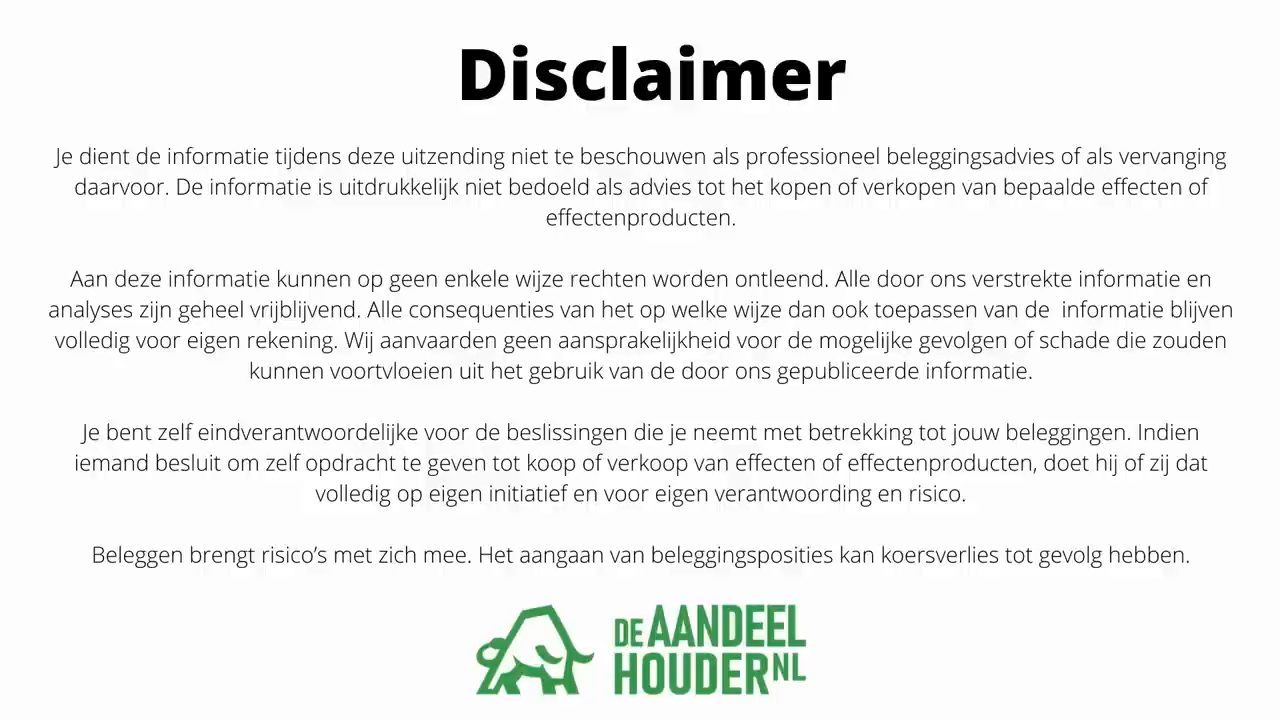 Disclaimer
Je dient de informatie tijdens deze uitzending niet te beschouwen als professioneel beleggingsadvies of als vervanging
daarvoor. De informatie is uitdrukkelijk niet bedoeld als advies tot het kopen of verkopen van bepaalde effecten of
effectenproducten.
Aan deze informatie kunnen op geen enkele wijze rechten worden ontleend. Alle door ons verstrekte informatie en
analyses zijn geheel vrijblijvend. Alle consequenties van het op welke wijze dan ook toepassen van de  informatie blijven
volledig voor eigen rekening. Wij aanvaarden geen aansprakelijkheid voor de mogelijke gevolgen of schade die zouden
kunnen voortvloeien uit het gebruik van de door ons gepubliceerde informatie.
Je bent zelf eindverantwoordelijke voor de beslissingen die je neemt met betrekking tot jouw beleggingen. Indien
iemand besluit om zelf opdracht te geven tot koop of verkoop van effecten of effectenproducten, doet hij of zij dat
volledig op eigen initiatief en voor eigen verantwoording en risico.
Beleggen brengt risico’s met zich mee. Het aangaan van beleggingsposities kan koersverlies tot gevolg hebben.
DE AANDEEL
HOUDER NL